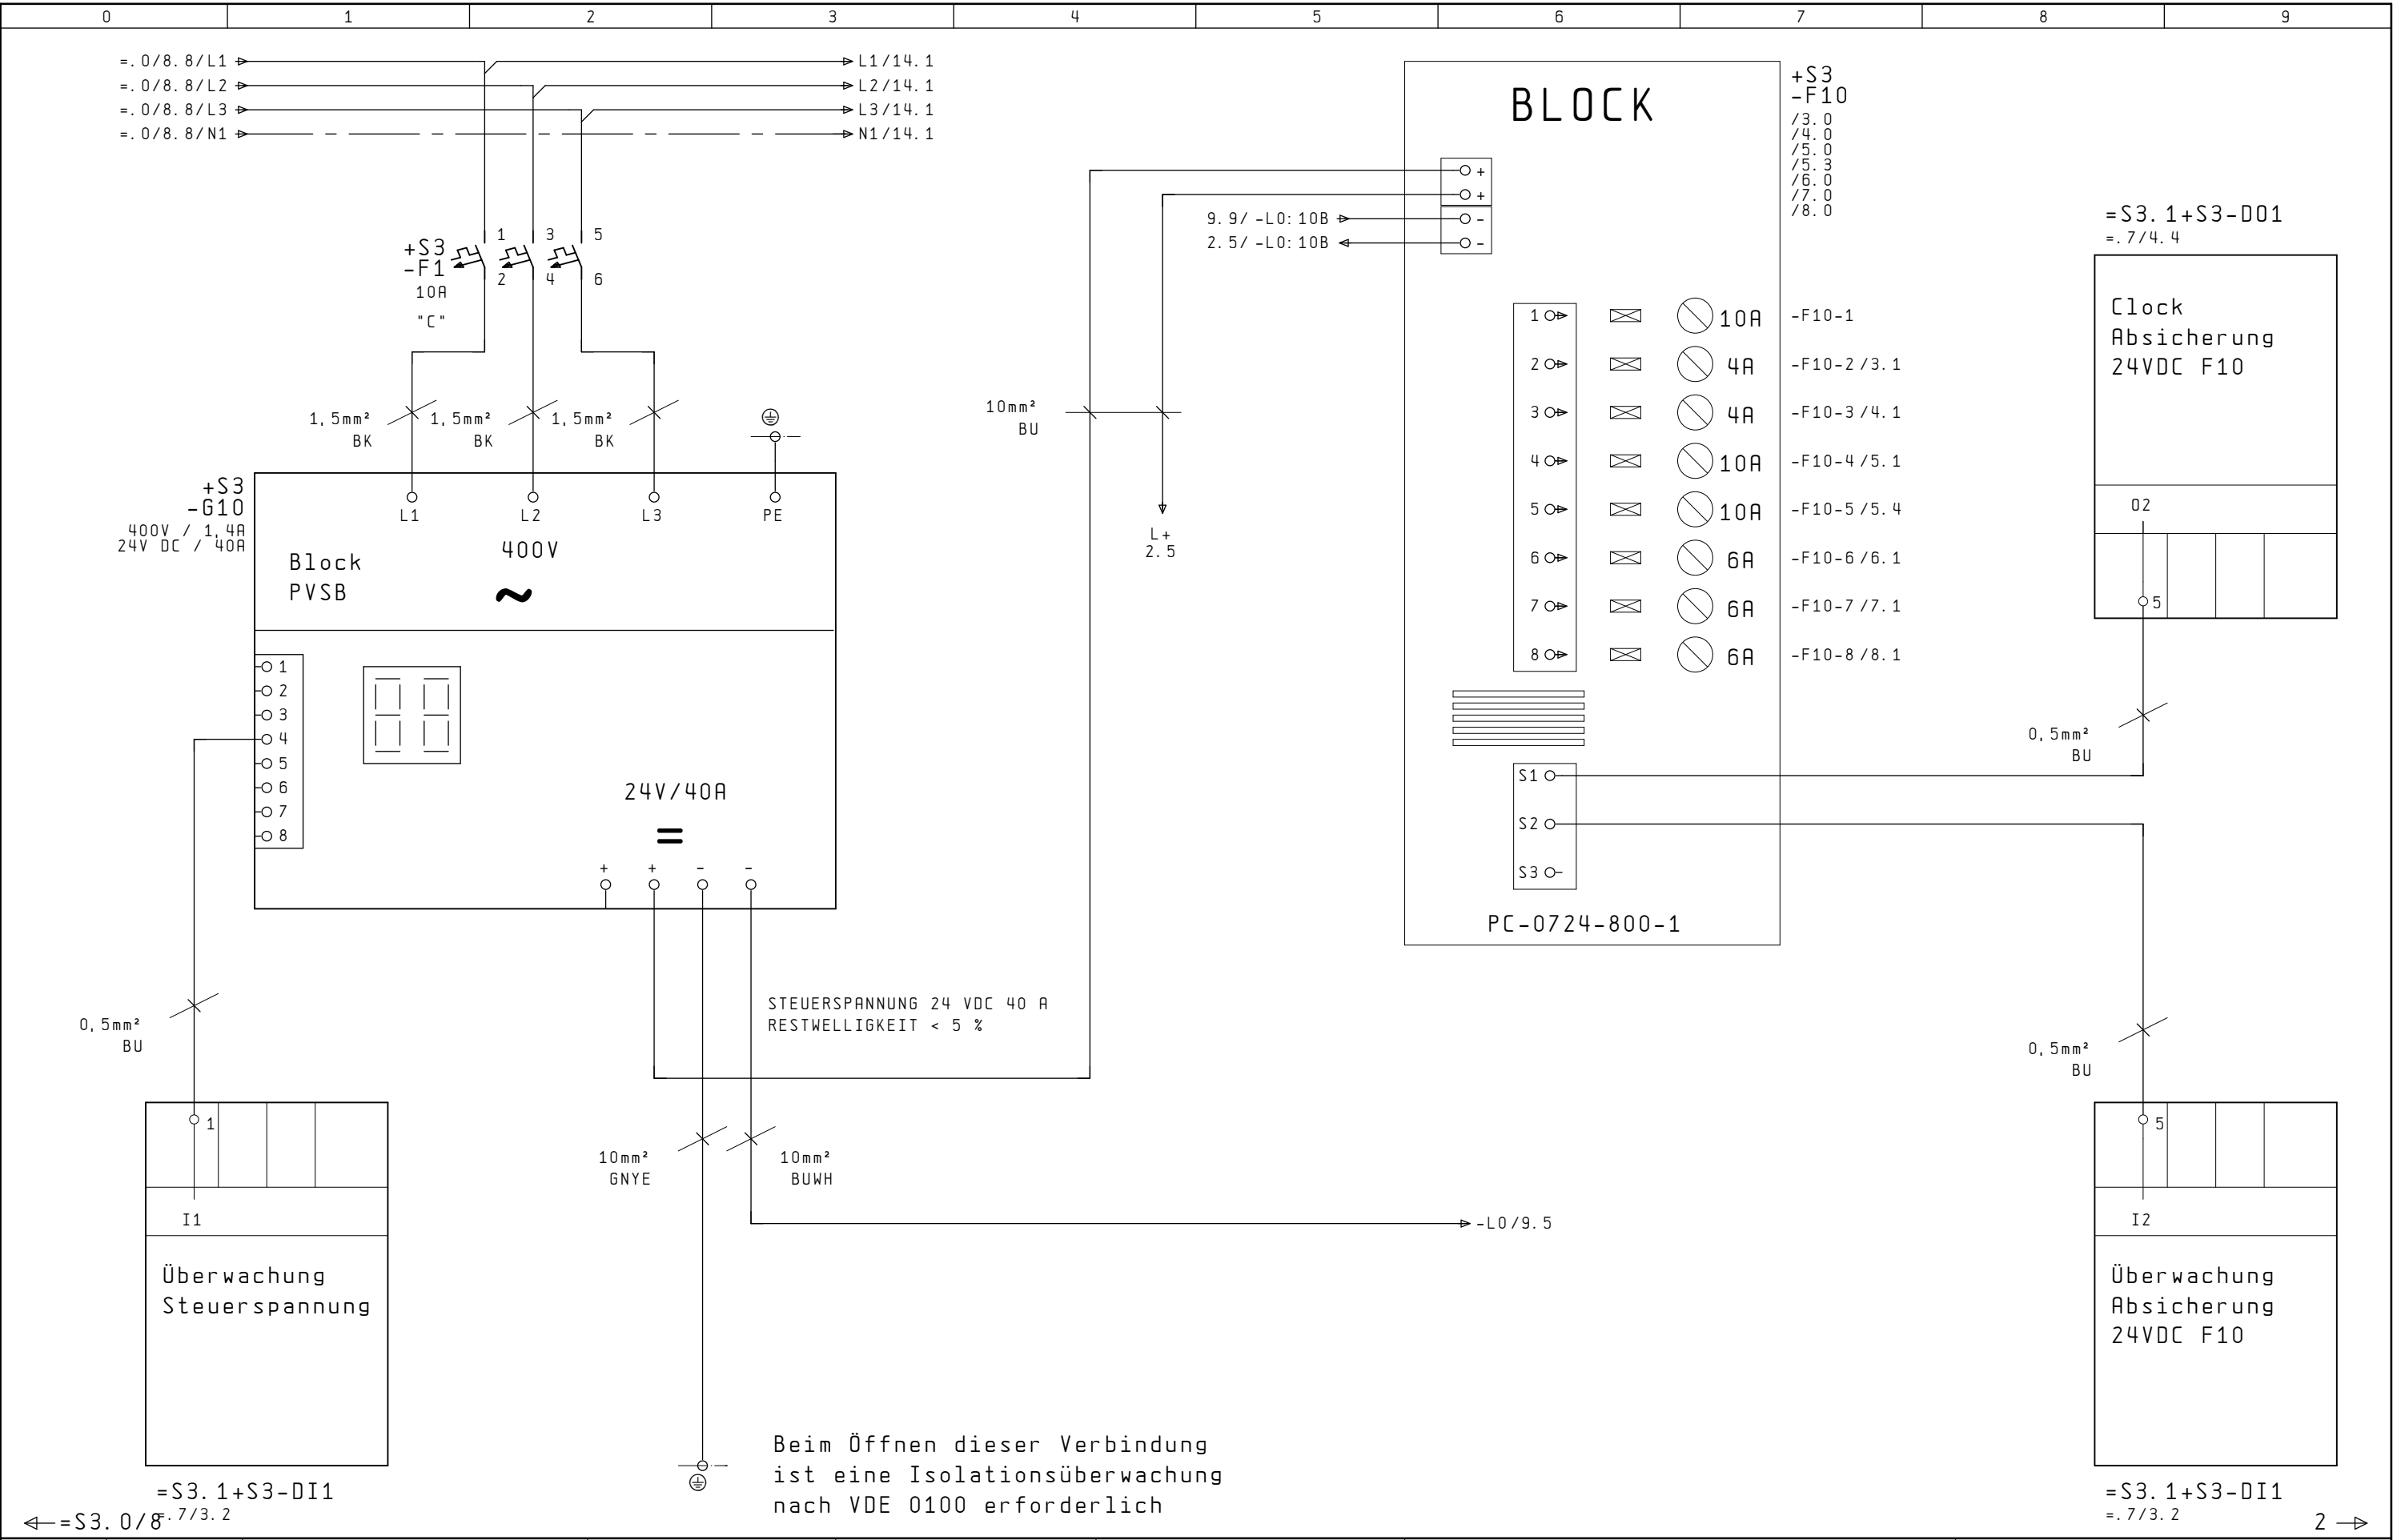 0 1 2 3 4 5 6 7 8 9
=.0/8.8/L1
=.0/8.8/L2
=.0/8.8/L3
=.0/8.8/N1
L1/14.1
L2/14.1
L3/14.1
N1/14.1
+S3
-F1
10A
"C"
1 3 5
2 4 6
1,5mm²
BK
1,5mm²
BK
1,5mm²
BK
+S3
-G10
400V / 1,4A
24V DC / 40A
L1 L2 L3 PE
400V
Block
PVSB
~
1
2
3
4
5
6
7
8
24V/40A
=
+ + - -
0,5mm²
BU
1
I1
Überwachung
Steuerspannung
=S3.1+S3-DI1
=.7/3.2
=S3.0/8
STEUERSPANNUNG 24 VDC 40 A
RESTWELLIGKEIT < 5 %
10mm²
GNYE
10mm²
BUWH
-L0/9.5
Beim Öffnen dieser Verbindung
ist eine Isolationsüberwachung
nach VDE 0100 erforderlich
10mm²
BU
L+
2.5
9.9/-L0:10B
2.5/-L0:10B
BLOCK
+
+
-
-
+S3
-F10
/3.0
/4.0
/5.0
/5.3
/6.0
/7.0
/8.0
1 10A -F10-1
2 4A -F10-2/3.1
3 4A -F10-3/4.1
4 10A -F10-4/5.1
5 10A -F10-5/5.4
6 6A -F10-6/6.1
7 6A -F10-7/7.1
8 6A -F10-8/8.1
S1
S2
S3
PC-0724-800-1
=S3.1+S3-DO1
=.7/4.4
Clock
Absicherung
24VDC F10
O2
5
0,5mm²
BU
0,5mm²
BU
5
I2
Überwachung
Absicherung
24VDC F10
=S3.1+S3-DI1
=.7/3.2
2